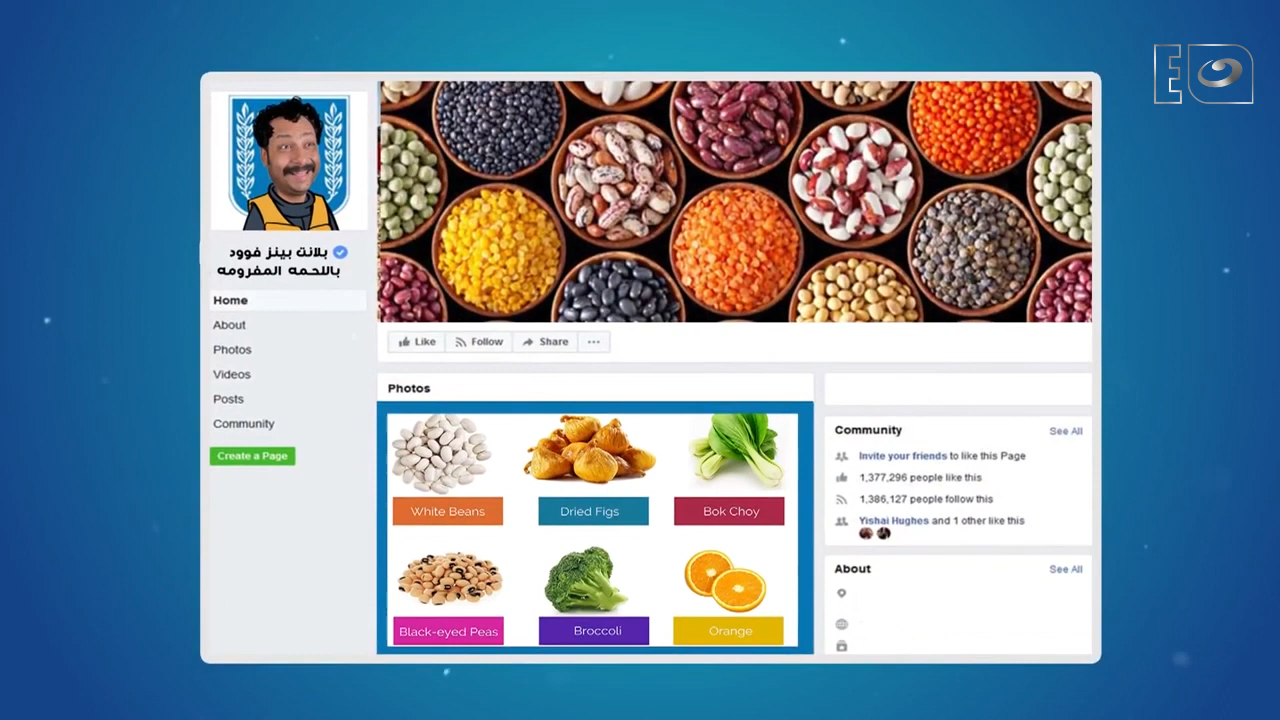 بلانت بينز فوود
باللحمه المفرومه
Home
About
Photos
Videos
Posts
Community
Create a Page
Like
Follow
Share
Photos
White Beans
Dried Figs
Bok Choy
Black-eyed Peas
Broccoli
Orange
Community
See All
Invite your friends to like this Page
1,377,296 people like this
1,386,127 people follow this
Yishai Hughes and 1 other like this
About
See All